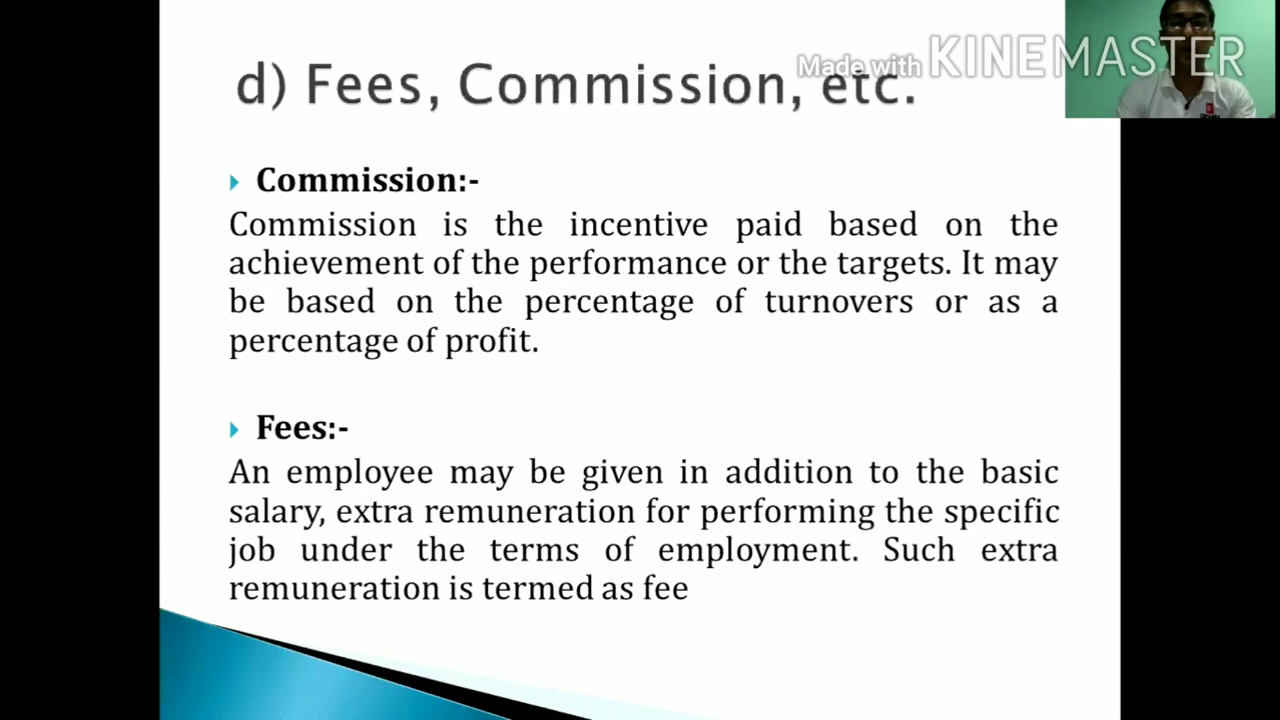 d) Fees, Commission, etc.
Made with KINEMASTER
Commission:-
Commission is the incentive paid based on the
achievement of the performance or the targets. It may
be based on the percentage of turnovers or as a
percentage of profit.
Fees:-
An employee may be given in addition to the basic
salary, extra remuneration for performing the specific
job under the terms of employment. Such extra
remuneration is termed as fee